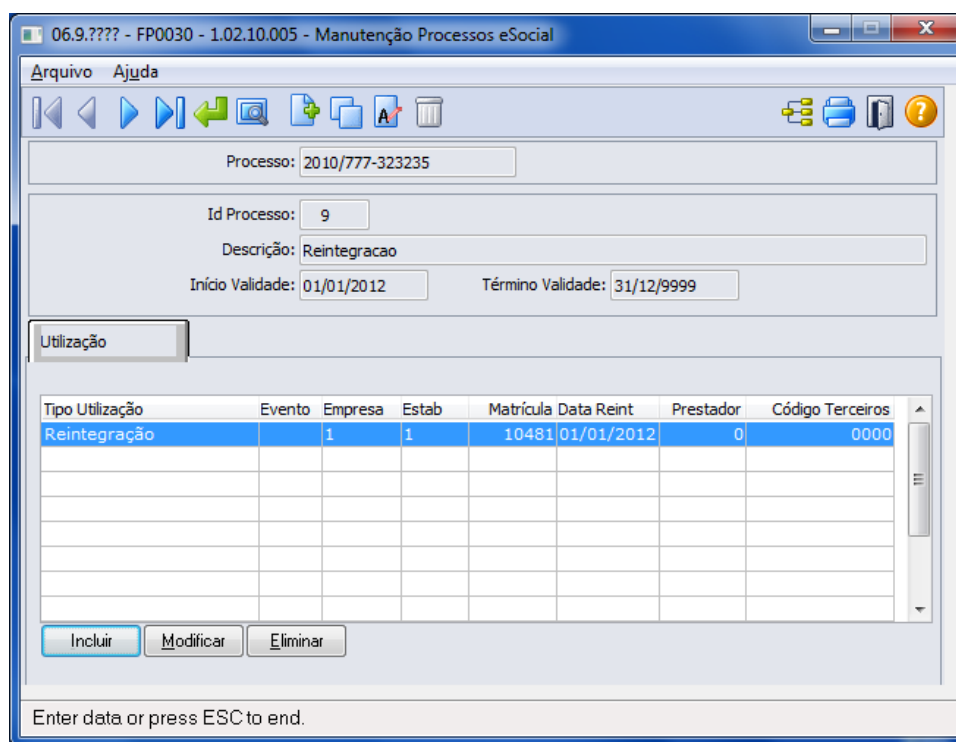 06.9.???? - FP0030 - 1.02.10.005 - Manutenção Processos eSocial
Arquivo Ajuda
Processo: 2010/777-323235
Id Processo: 9
Descrição: Reintegracao
Início Validade: 01/01/2012 Término Validade: 31/12/9999
Utilização
Tipo Utilização Evento Empresa Estab Matrícula Data Reint Prestador Código Terceiros
Reintegração 1 1 10481 01/01/2012 0 0000
Incluir Modificar Eliminar
Enter data or press ESC to end.